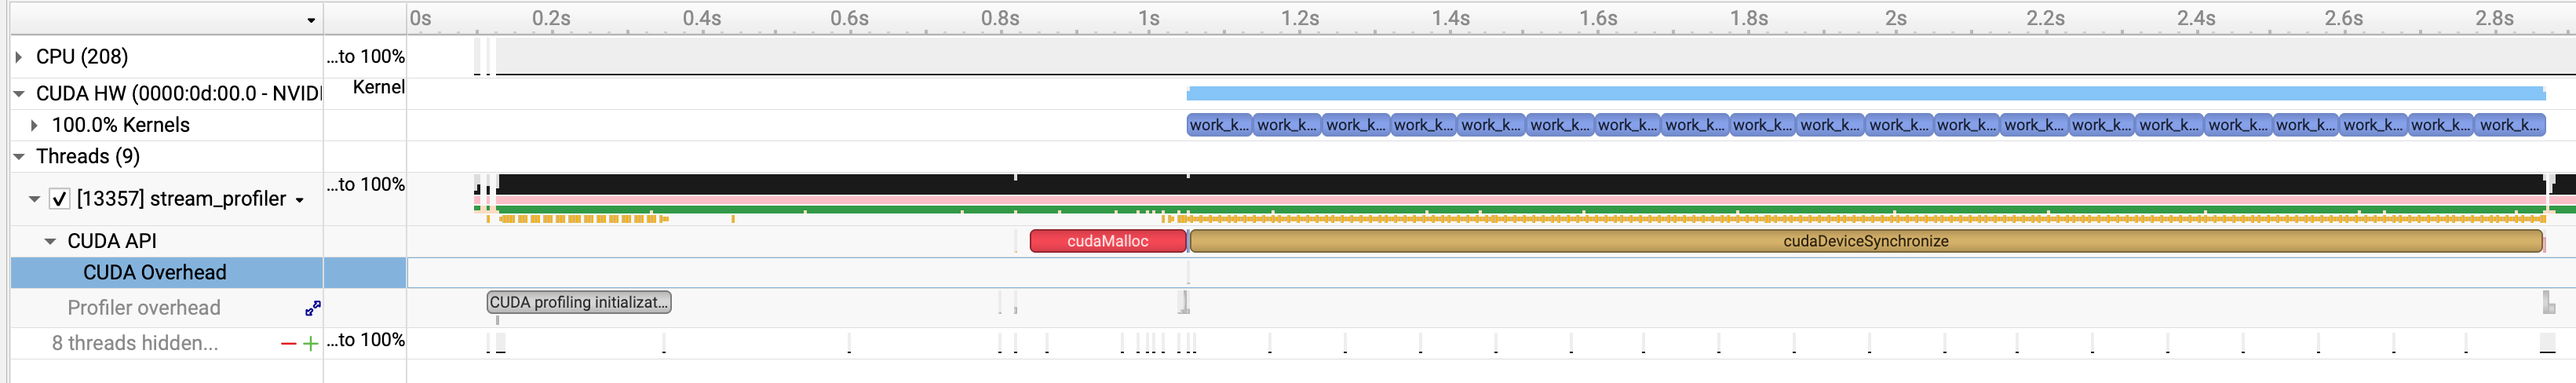 0s 0.2s 0.4s 0.6s 0.8s 1s 1.2s 1.4s 1.6s 1.8s 2s 2.2s 2.4s 2.6s 2.8s
CPU (208) ...to 100%
CUDA HW (0000:0d:00.0 - NVIDI Kernel
100.0% Kernels work_k... work_k... work_k... work_k... work_k... work_k... work_k... work_k... work_k... work_k... work_k... work_k... work_k... work_k... work_k... work_k... work_k... work_k... work_k... work_k...
Threads (9)
[13357] stream_profiler ...to 100%
CUDA API cudaMalloc cudaDeviceSynchronize
CUDA Overhead
Profiler overhead CUDA profiling initializat...
8 threads hidden... ...to 100%